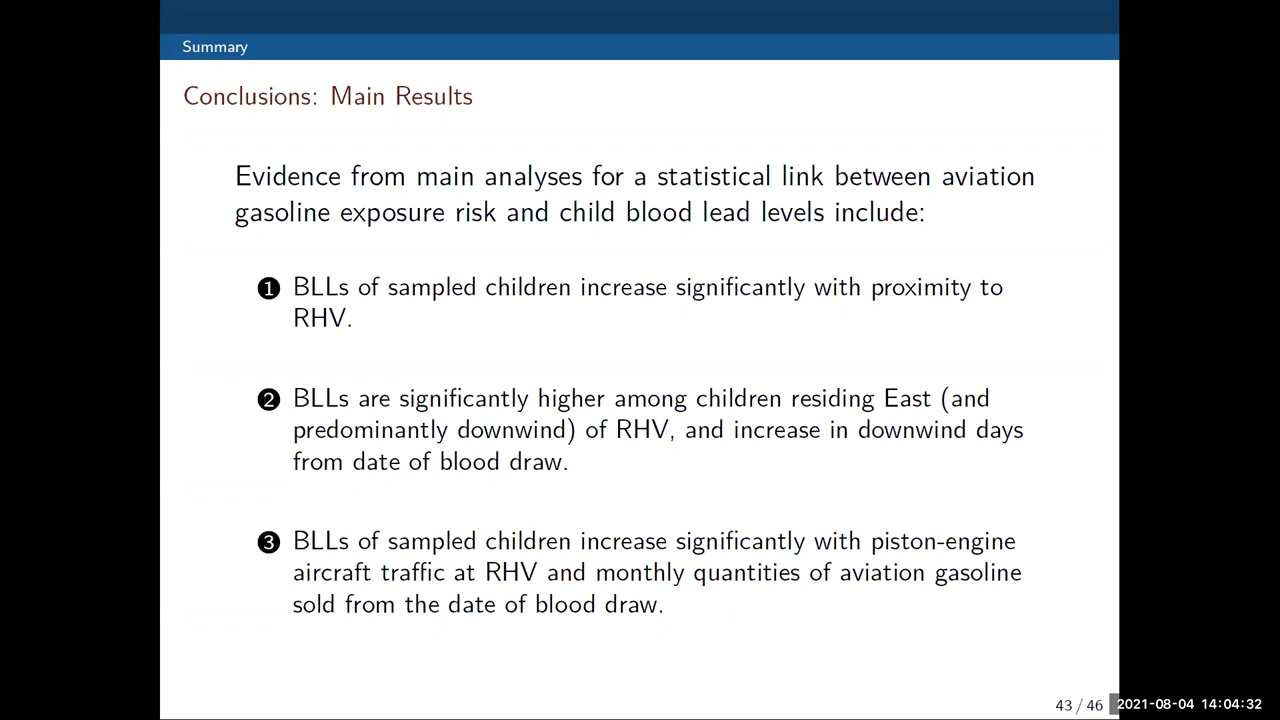 Summary
Conclusions: Main Results
Evidence from main analyses for a statistical link between aviation
gasoline exposure risk and child blood lead levels include:
1 BLLs of sampled children increase significantly with proximity to
RHV.
2 BLLs are significantly higher among children residing East (and
predominantly downwind) of RHV, and increase in downwind days
from date of blood draw.
3 BLLs of sampled children increase significantly with piston-engine
aircraft traffic at RHV and monthly quantities of aviation gasoline
sold from the date of blood draw.
43 / 46
2021-08-04 14:04:32